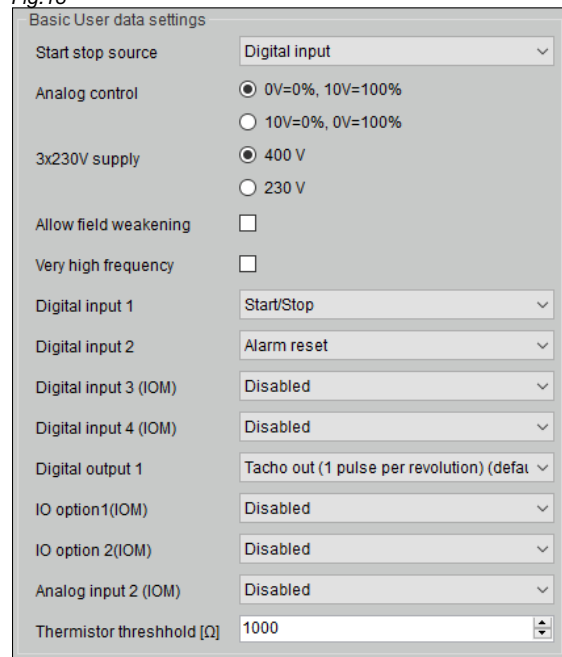 Fig.18
Basic User data settings
Start stop source Digital input
Analog control 0V=0%, 10V=100%
10V=0%, 0V=100%
3x230V supply 400 V
230 V
Allow field weakening
Very high frequency
Digital input 1 Start/Stop
Digital input 2 Alarm reset
Digital input 3 (IOM) Disabled
Digital input 4 (IOM) Disabled
Digital output 1 Tacho out (1 pulse per revolution) (defau
IO option1(IOM) Disabled
IO option 2(IOM) Disabled
Analog input 2 (IOM) Disabled
Thermistor threshhold [Ω] 1000